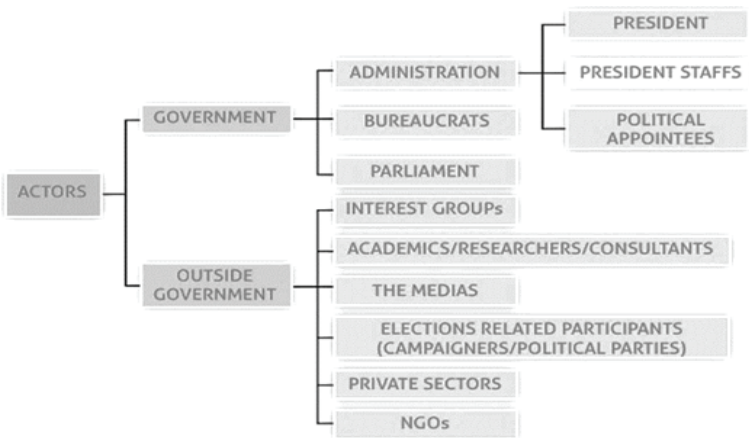 PRESIDENT
ADMINISTRATION
PRESIDENT STAFFS
GOVERNMENT
BUREAUCRATS
POLITICAL
APPOINTEES
PARLIAMENT
ACTORS
INTEREST GROUPs
ACADEMICS/RESEARCHERS/CONSULTANTS
OUTSIDE
GOVERNMENT
THE MEDIAS
ELECTIONS RELATED PARTICIPANTS
(CAMPAIGNERS/POLITICAL PARTIES)
PRIVATE SECTORS
NGOs